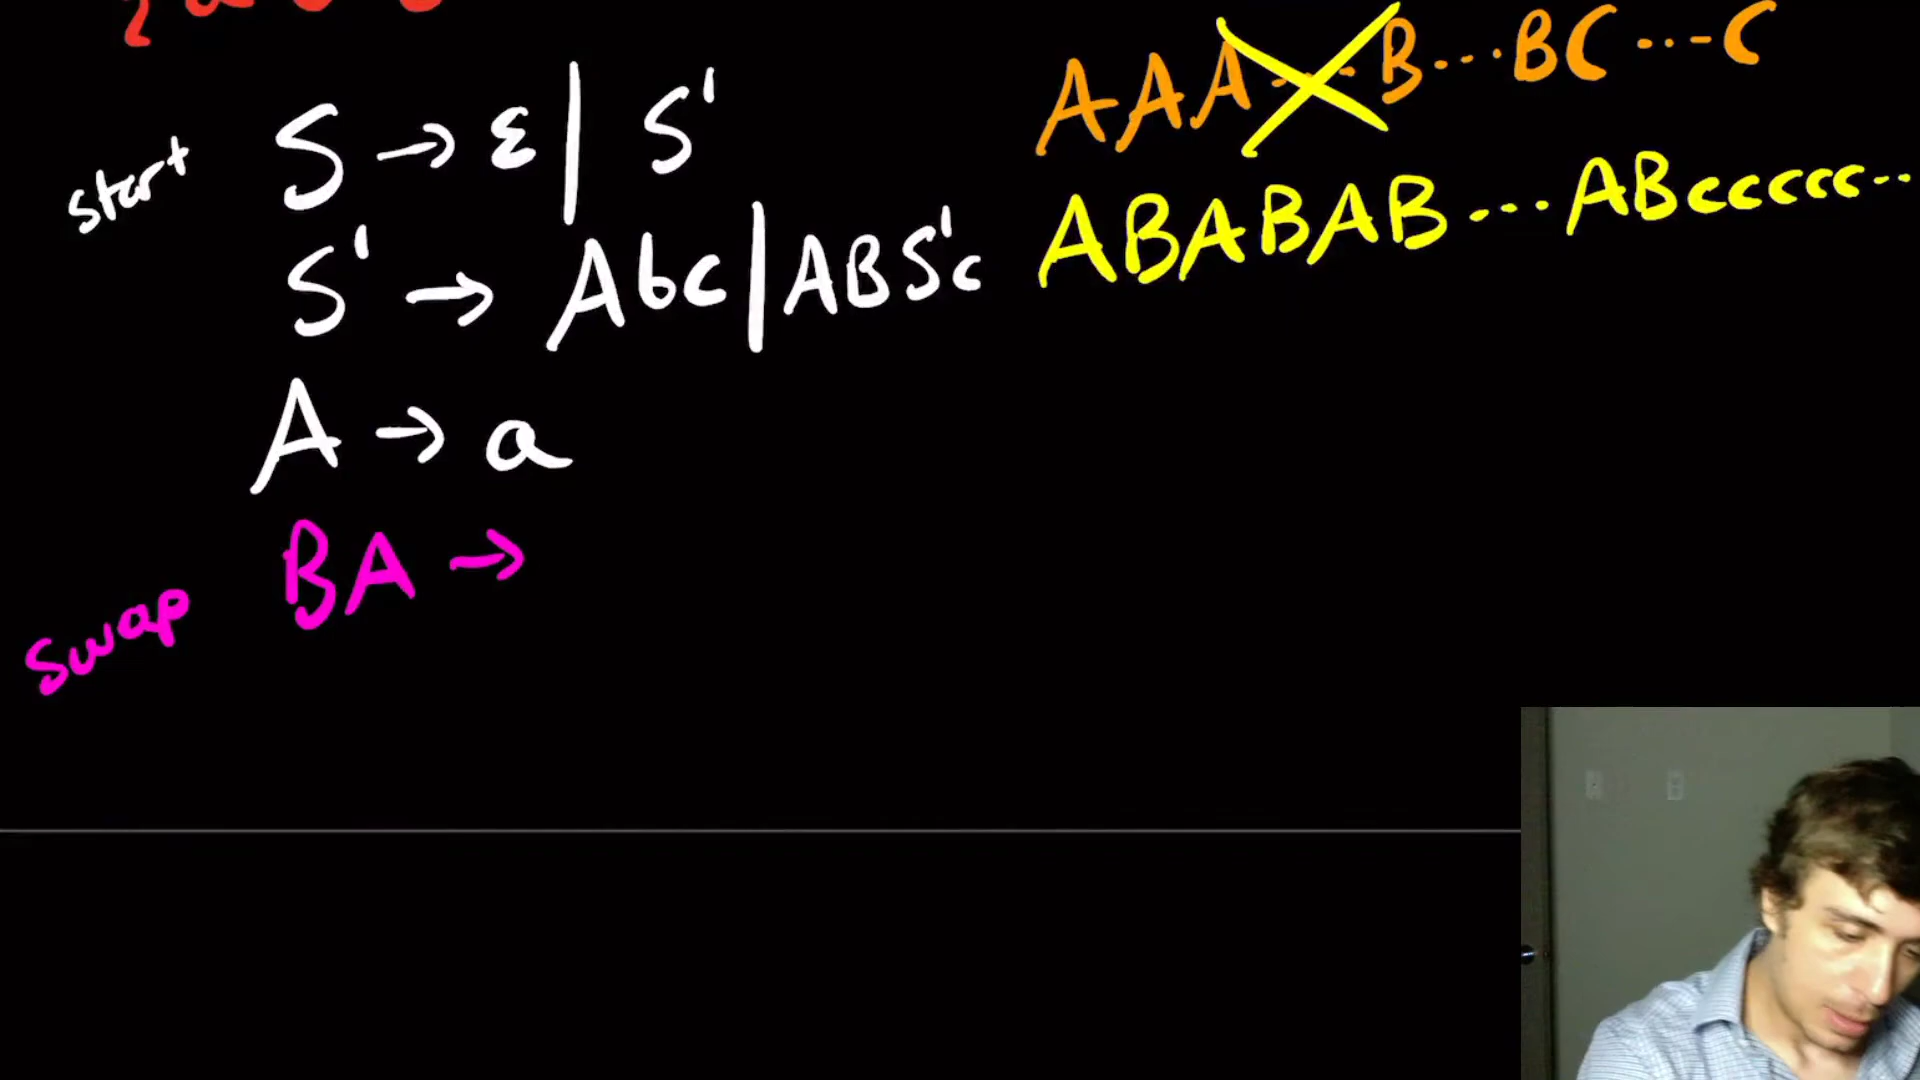 start S → ε | S'
S' → Abc | ABS'c
A → a
swap BA →
AAA---B---BC---C
ABABAB---ABccccc--